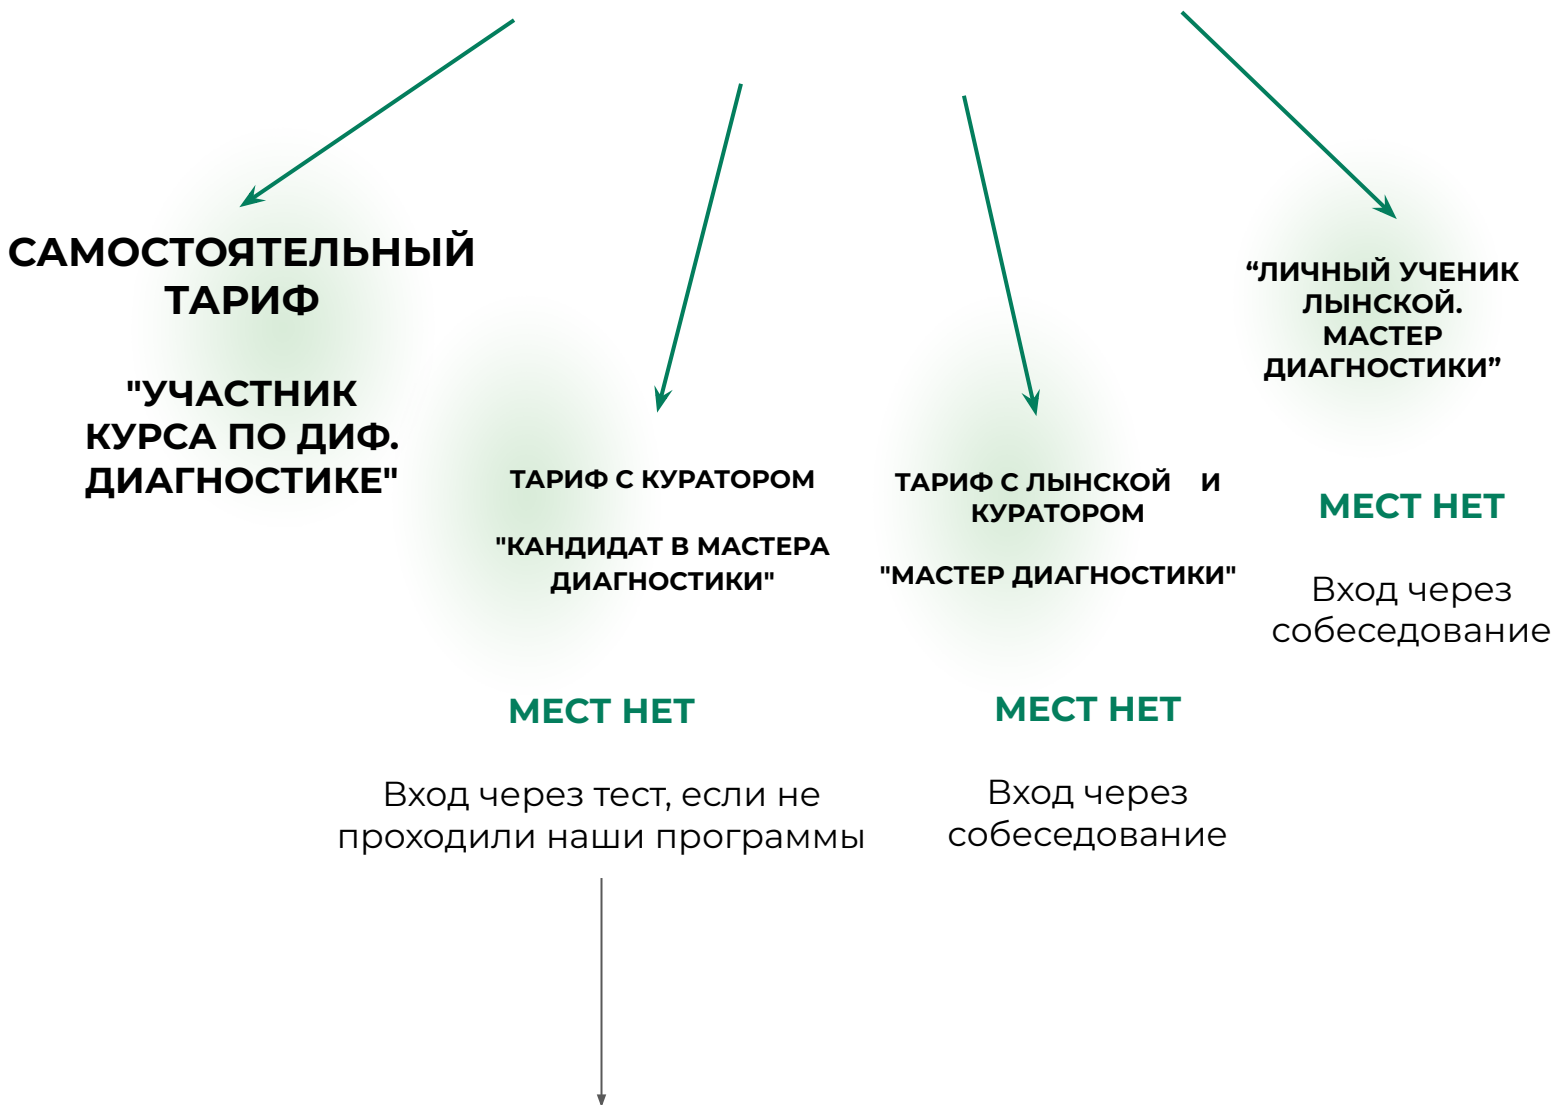 САМОСТОЯТЕЛЬНЫЙ
ТАРИФ
"УЧАСТНИК
КУРСА ПО ДИФ.
ДИАГНОСТИКЕ"
ТАРИФ С КУРАТОРОМ
"КАНДИДАТ В МАСТЕРА
ДИАГНОСТИКИ"
МЕСТ НЕТ
Вход через тест, если не
проходили наши программы
ТАРИФ С ЛЫНСКОЙ И
КУРАТОРОМ
"МАСТЕР ДИАГНОСТИКИ"
МЕСТ НЕТ
Вход через
собеседование
“ЛИЧНЫЙ УЧЕНИК
ЛЫНСКОЙ.
МАСТЕР
ДИАГНОСТИКИ”
МЕСТ НЕТ
Вход через
собеседование